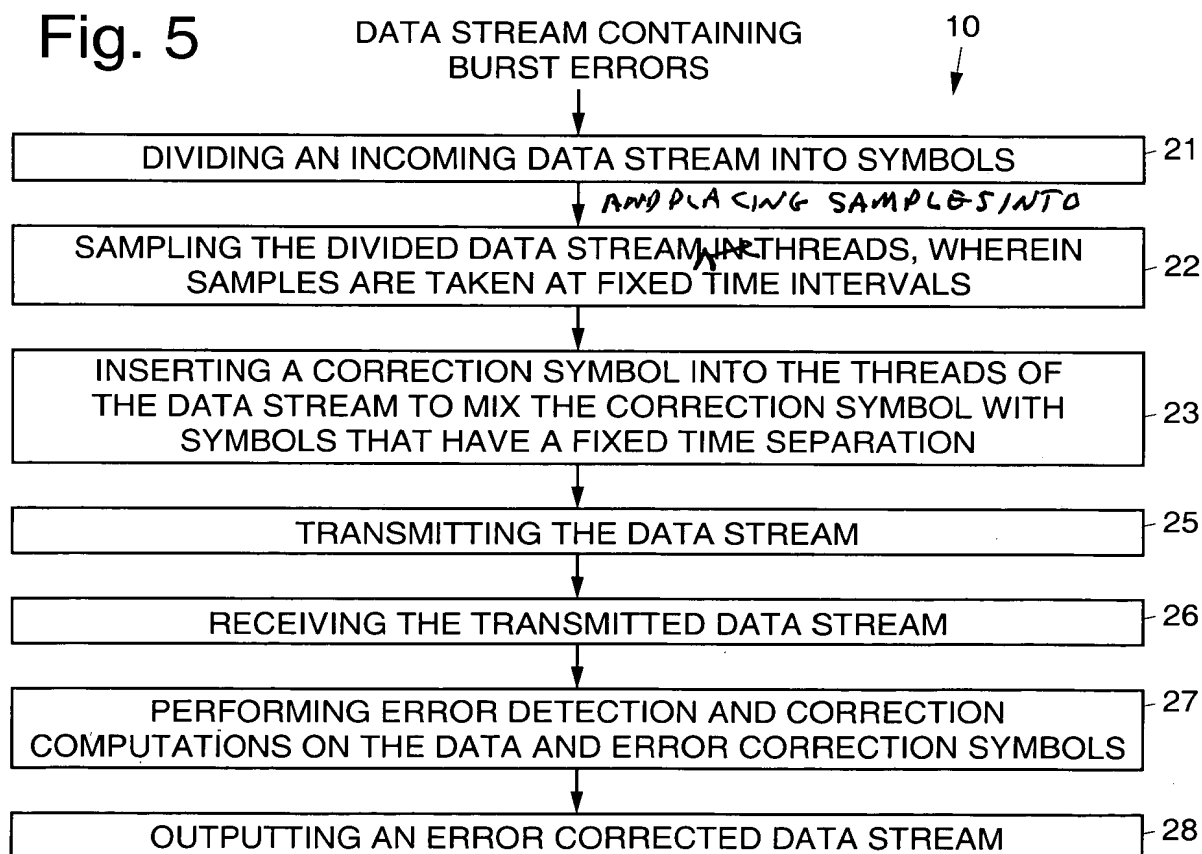 Fig. 5
DATA STREAM CONTAINING
BURST ERRORS
10
DIVIDING AN INCOMING DATA STREAM INTO SYMBOLS
21
AND PLACING SAMPLES INTO
SAMPLING THE DIVIDED DATA STREAM IN THREADS, WHEREIN
SAMPLES ARE TAKEN AT FIXED TIME INTERVALS
22
INSERTING A CORRECTION SYMBOL INTO THE THREADS OF
THE DATA STREAM TO MIX THE CORRECTION SYMBOL WITH
SYMBOLS THAT HAVE A FIXED TIME SEPARATION
23
TRANSMITTING THE DATA STREAM
25
RECEIVING THE TRANSMITTED DATA STREAM
26
PERFORMING ERROR DETECTION AND CORRECTION
COMPUTATIONS ON THE DATA AND ERROR CORRECTION SYMBOLS
27
OUTPUTTING AN ERROR CORRECTED DATA STREAM
28